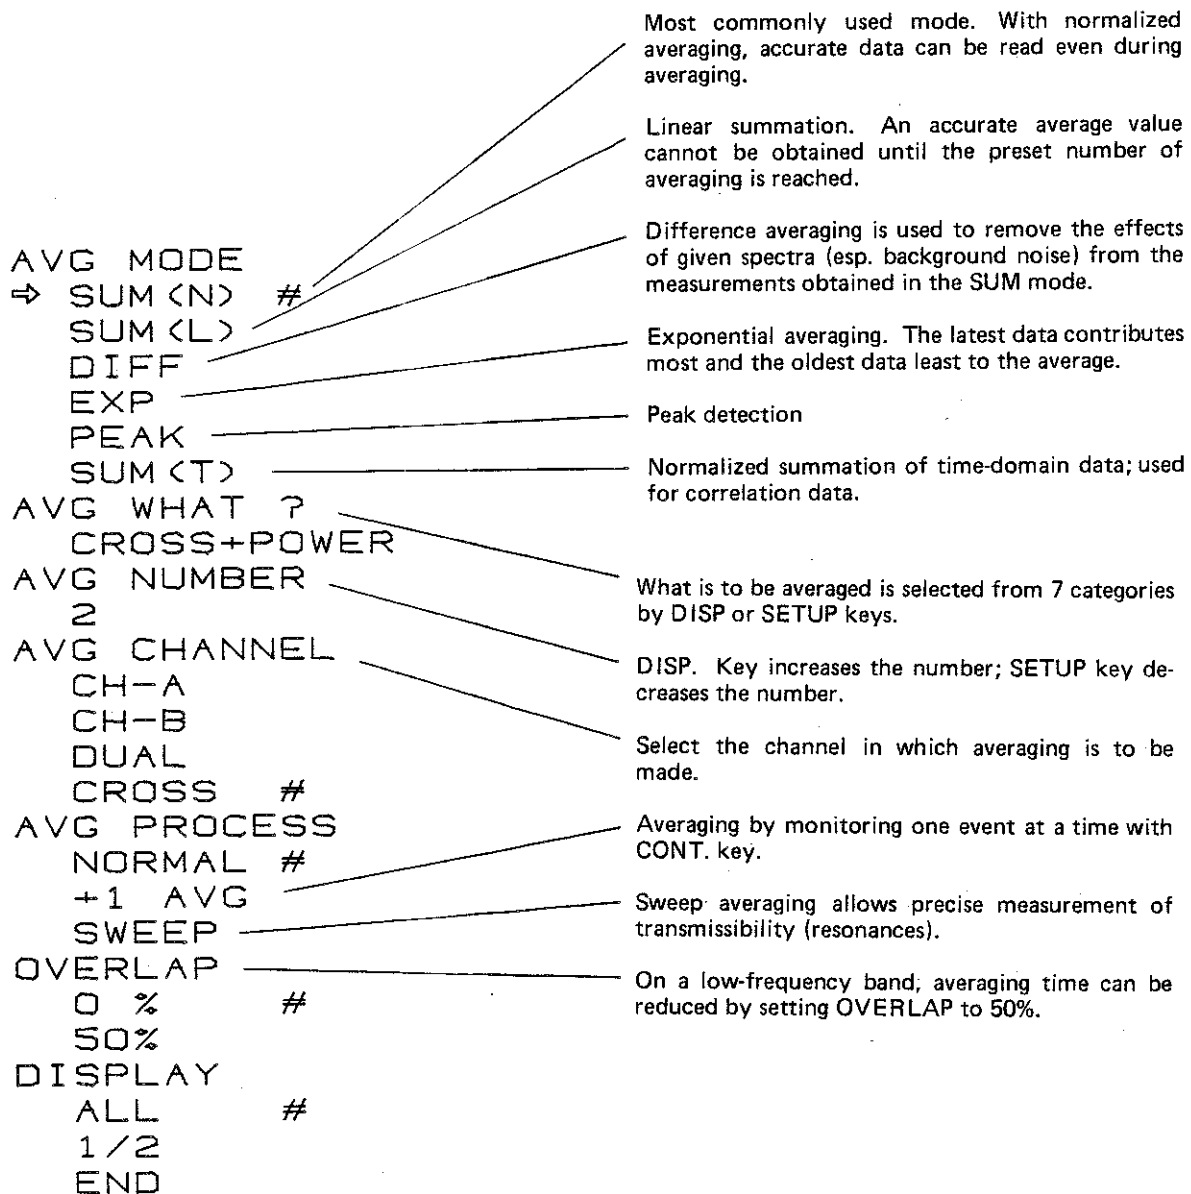 Most commonly used mode. With normalized
averaging, accurate data can be read even during
averaging.
Linear summation. An accurate average value
cannot be obtained until the preset number of
averaging is reached.
Difference averaging is used to remove the effects
of given spectra (esp. background noise) from the
measurements obtained in the SUM mode.
Exponential averaging. The latest data contributes
most and the oldest data least to the average.
Peak detection
Normalized summation of time-domain data; used
for correlation data.
What is to be averaged is selected from 7 categories
by DISP or SETUP keys.
DISP. Key increases the number; SETUP key de-
creases the number.
Select the channel in which averaging is to be
made.
Averaging by monitoring one event at a time with
CONT. key.
Sweep averaging allows precise measurement of
transmissibility (resonances).
On a low-frequency band, averaging time can be
reduced by setting OVERLAP to 50%.
AVG MODE
⇨ SUM<N> #
SUM<L>
DIFF
EXP
PEAK
SUM<T>
AVG WHAT ?
CROSS+POWER
AVG NUMBER
2
AVG CHANNEL
CH-A
CH-B
DUAL
CROSS #
AVG PROCESS
NORMAL #
+1 AVG
SWEEP
OVERLAP
0 % #
50%
DISPLAY
ALL #
1/2
END